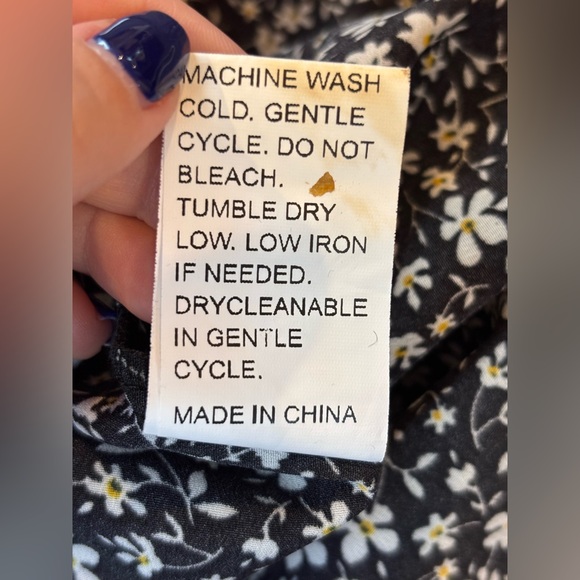 MACHINE WASH
COLD. GENTLE
CYCLE. DO NOT
BLEACH.
TUMBLE DRY
LOW. LOW IRON
IF NEEDED.
DRYCLEANABLE
IN GENTLE
CYCLE.
MADE IN CHINA